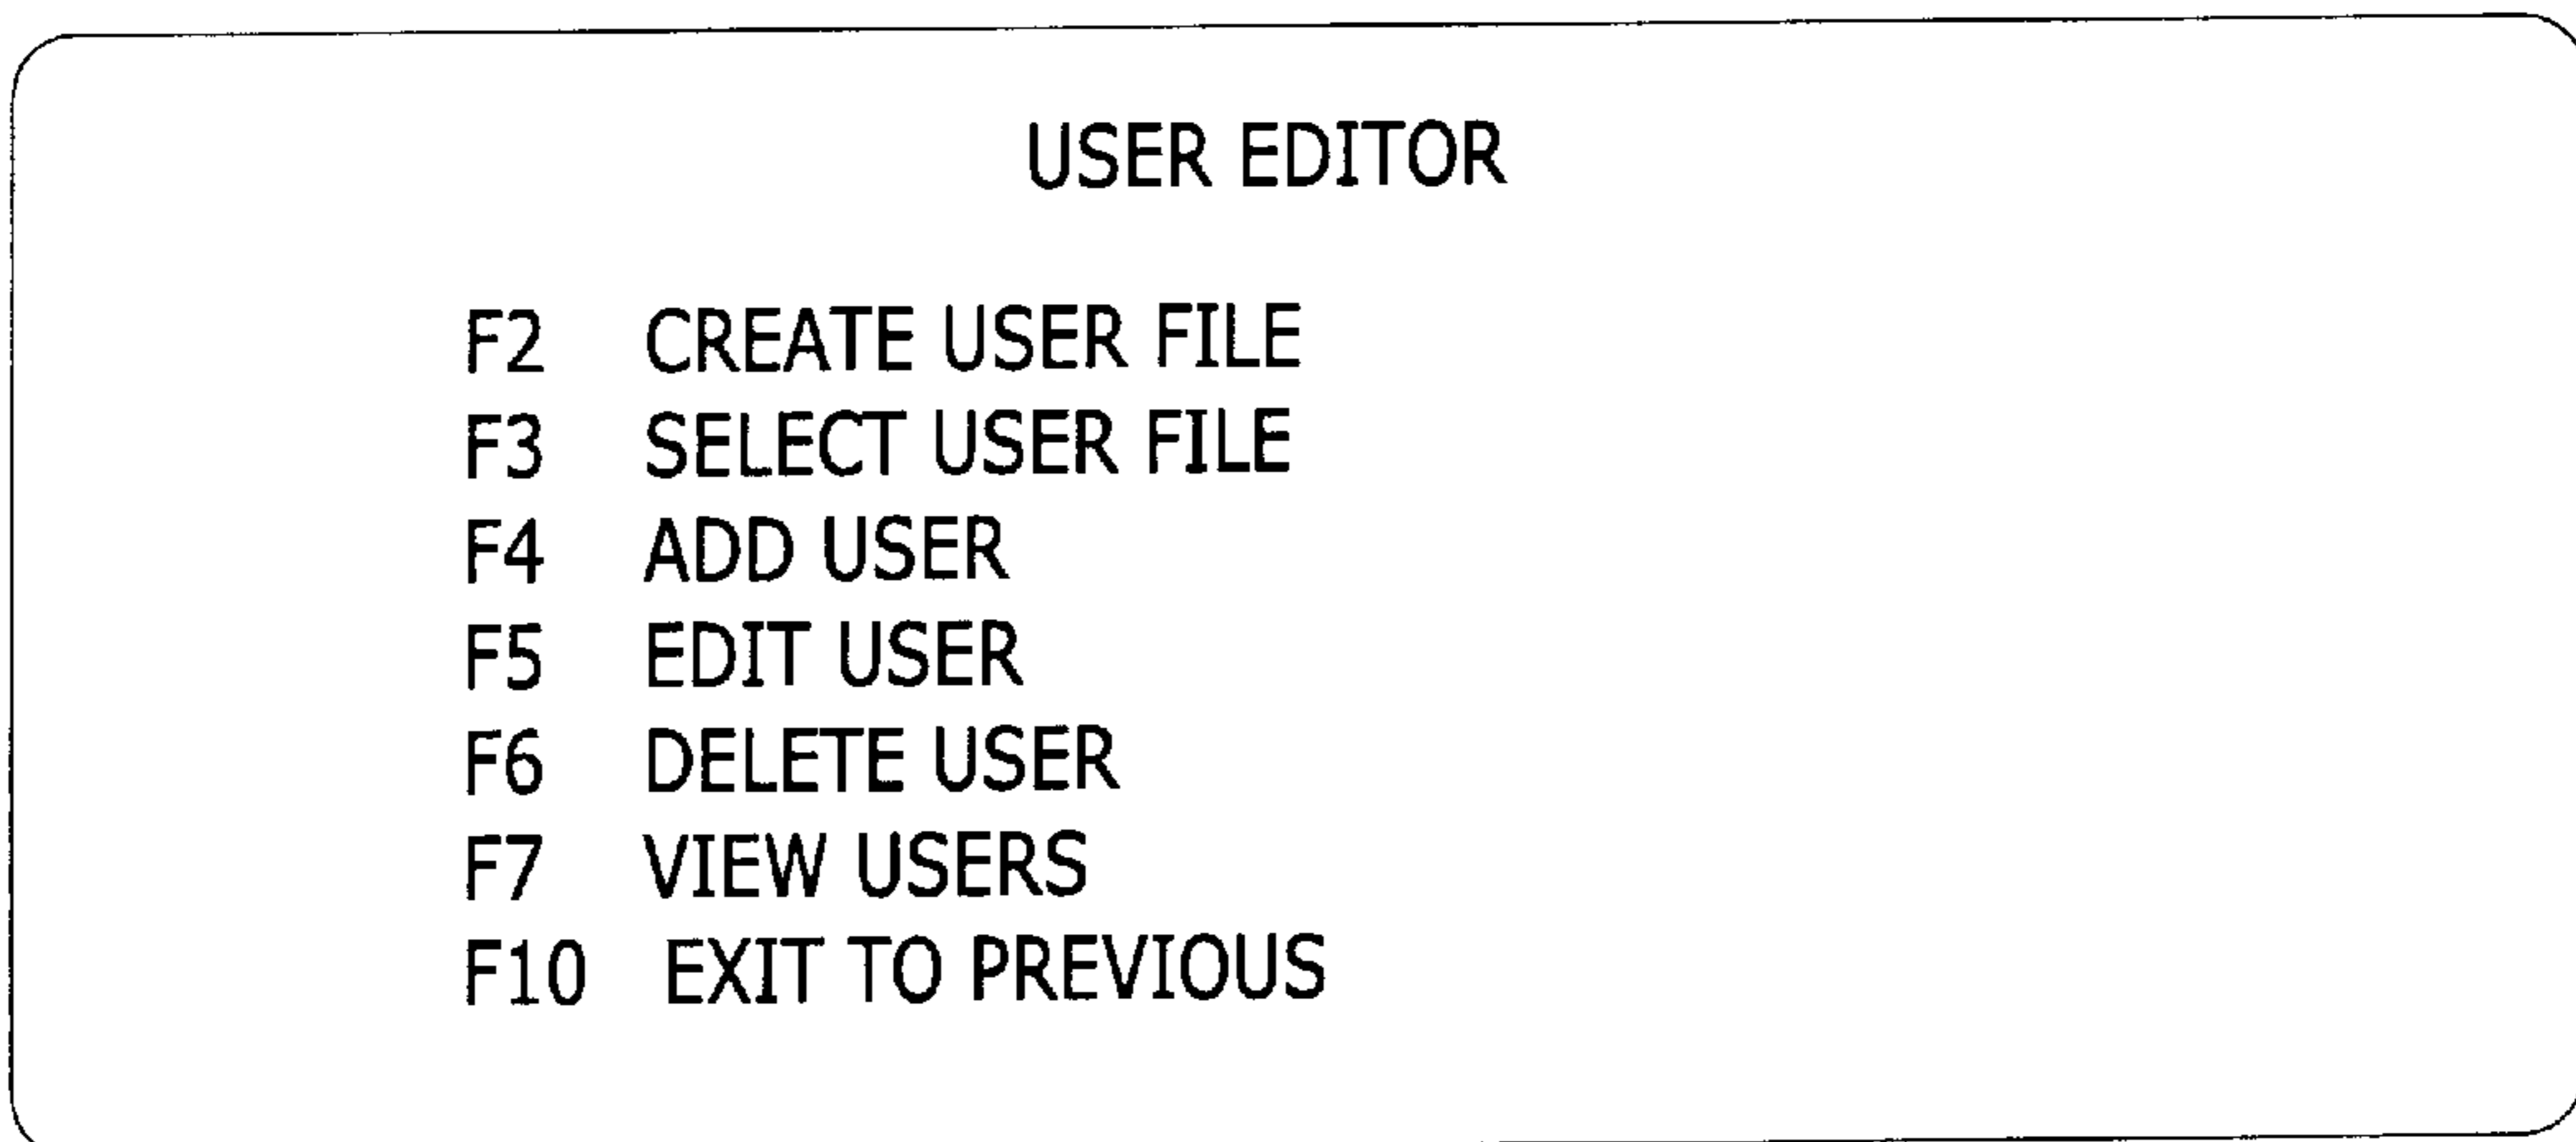 USER EDITOR
F2 CREATE USER FILE
F3 SELECT USER FILE
F4 ADD USER
F5 EDIT USER
F6 DELETE USER
F7 VIEW USERS
F10 EXIT TO PREVIOUS